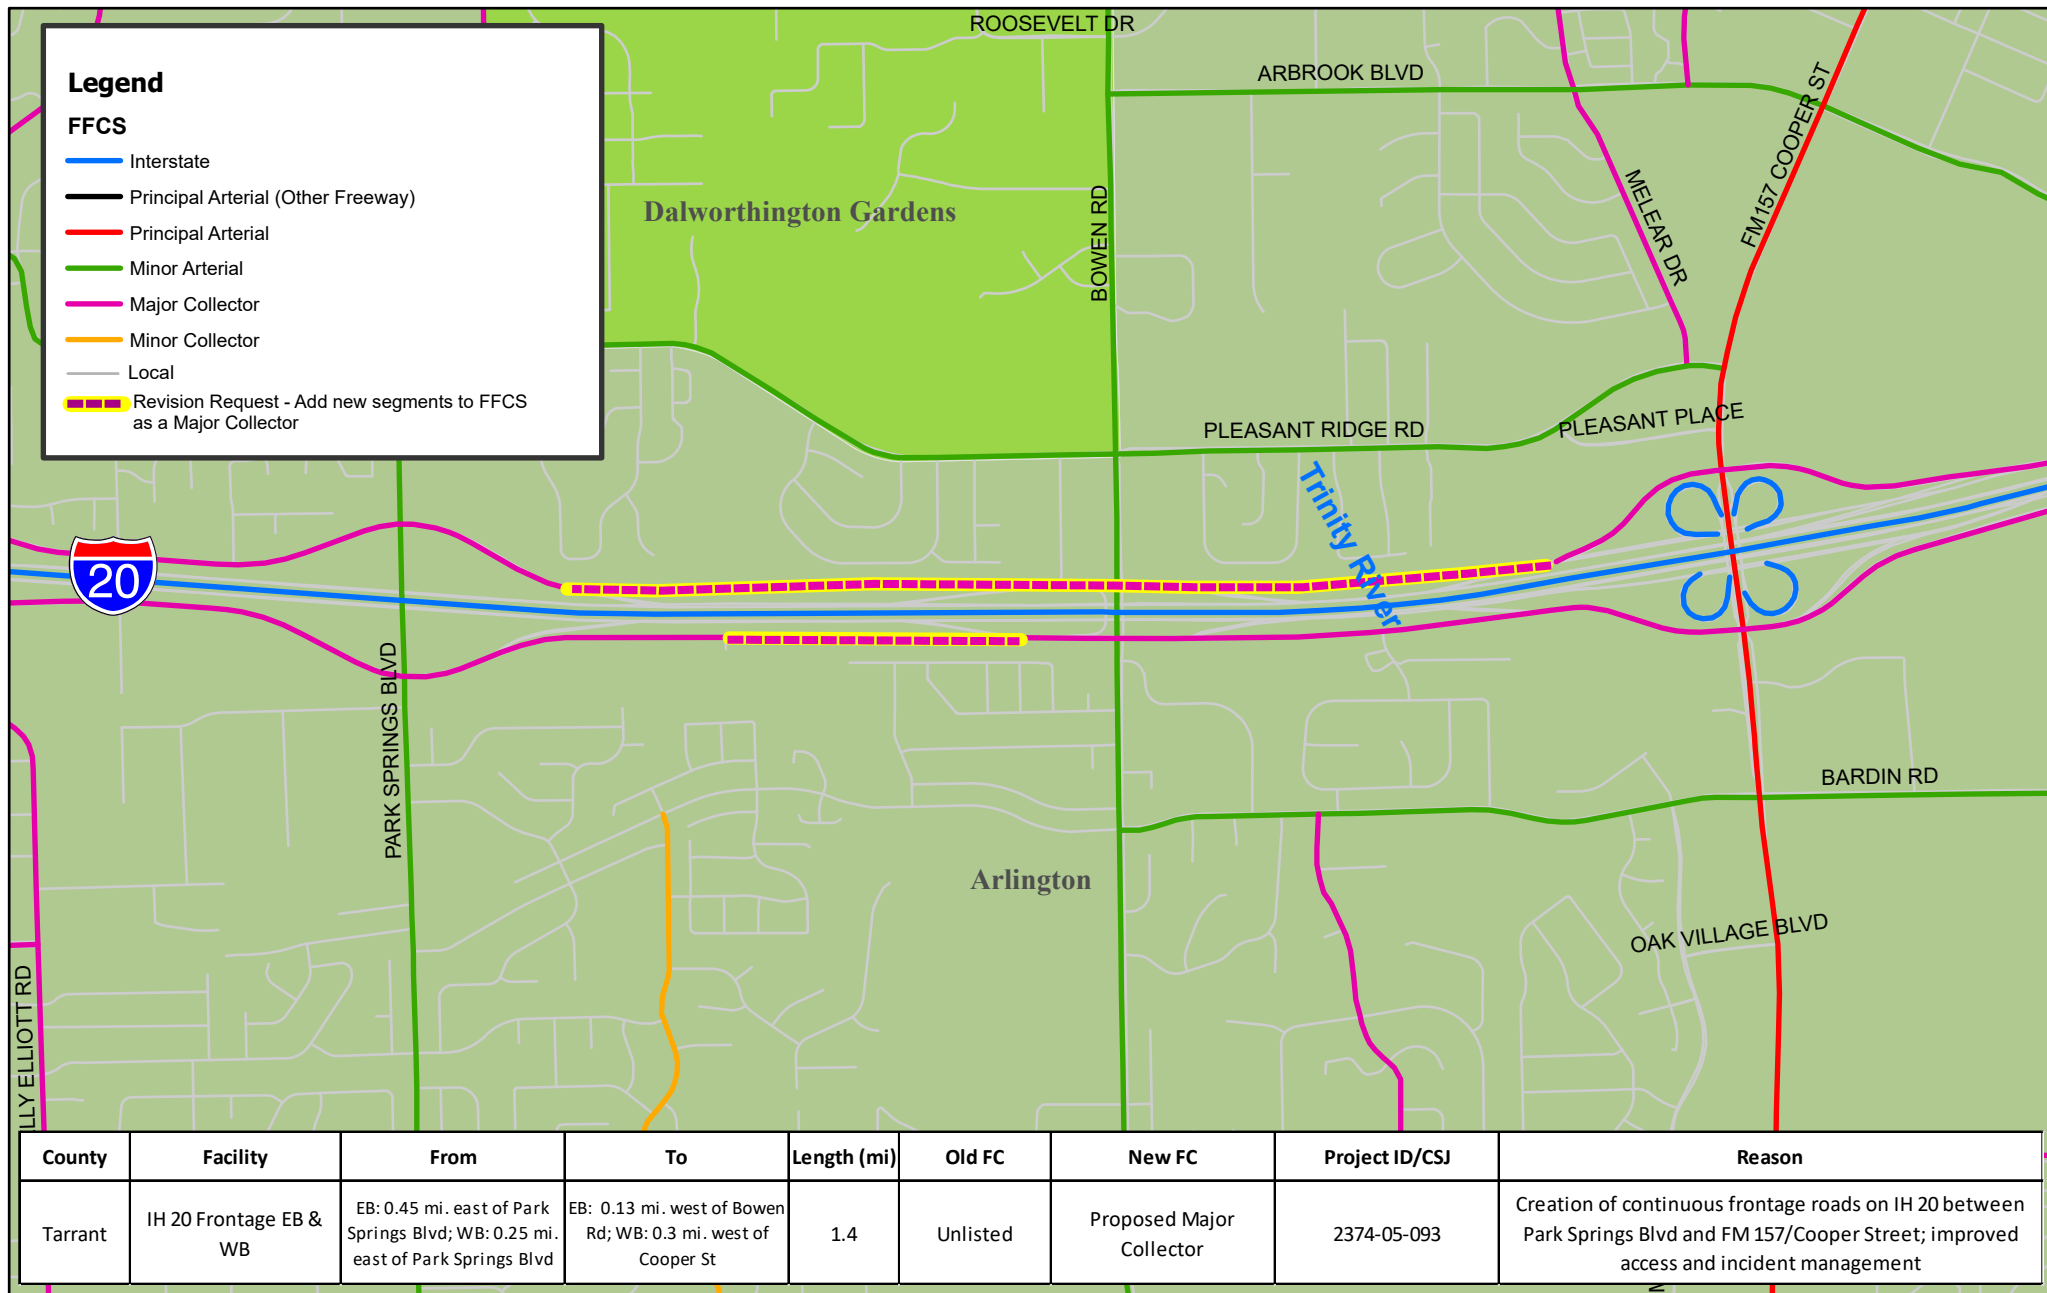 ROOSEVELT DR
Legend
FFCS
Interstate
Principal Arterial (Other Freeway)
Principal Arterial
Minor Arterial
Major Collector
Minor Collector
Local
Revision Request - Add new segments to FFCS
as a Major Collector
ARBROOK BLVD
FM157 COOPER ST
MELEAR DR
BOWEN RD
Dalworthington Gardens
PLEASANT RIDGE RD
PLEASANT PLACE
Trinity River
20
PARK SPRINGS BLVD
BARDIN RD
Arlington
OAK VILLAGE BLVD
LLY ELLIOTT RD
County
Facility
From
To
Length (mi)
Old FC
New FC
Project ID/CSJ
Reason
Tarrant
IH 20 Frontage EB &
WB
EB: 0.45 mi. east of Park
Springs Blvd; WB: 0.25 mi.
east of Park Springs Blvd
EB: 0.13 mi. west of Bowen
Rd; WB: 0.3 mi. west of
Cooper St
1.4
Unlisted
Proposed Major
Collector
2374-05-093
Creation of continuous frontage roads on IH 20 between
Park Springs Blvd and FM 157/Cooper Street; improved
access and incident management